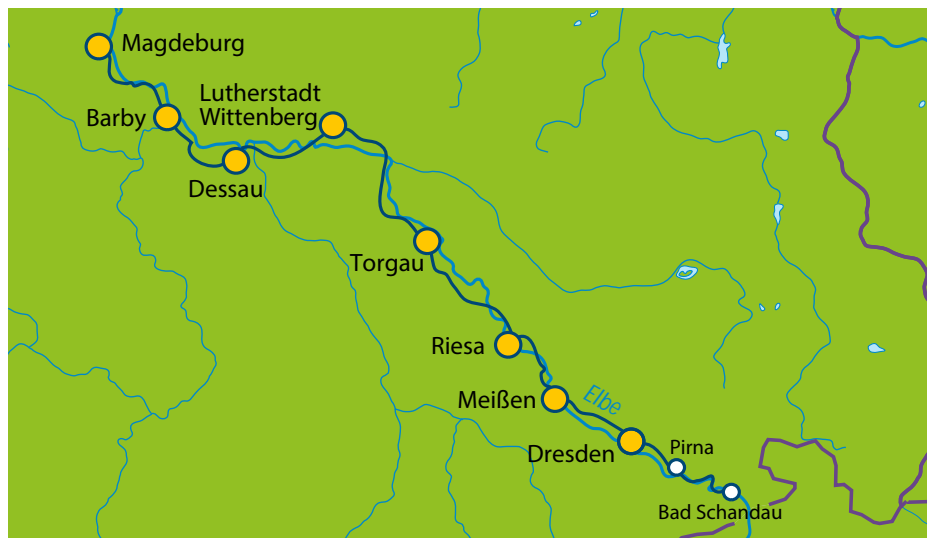 Magdeburg
Lutherstadt
Wittenberg
Barby
Dessau
Torgau
Riesa
Meißen
Elbe
Dresden
Pirna
Bad Schandau